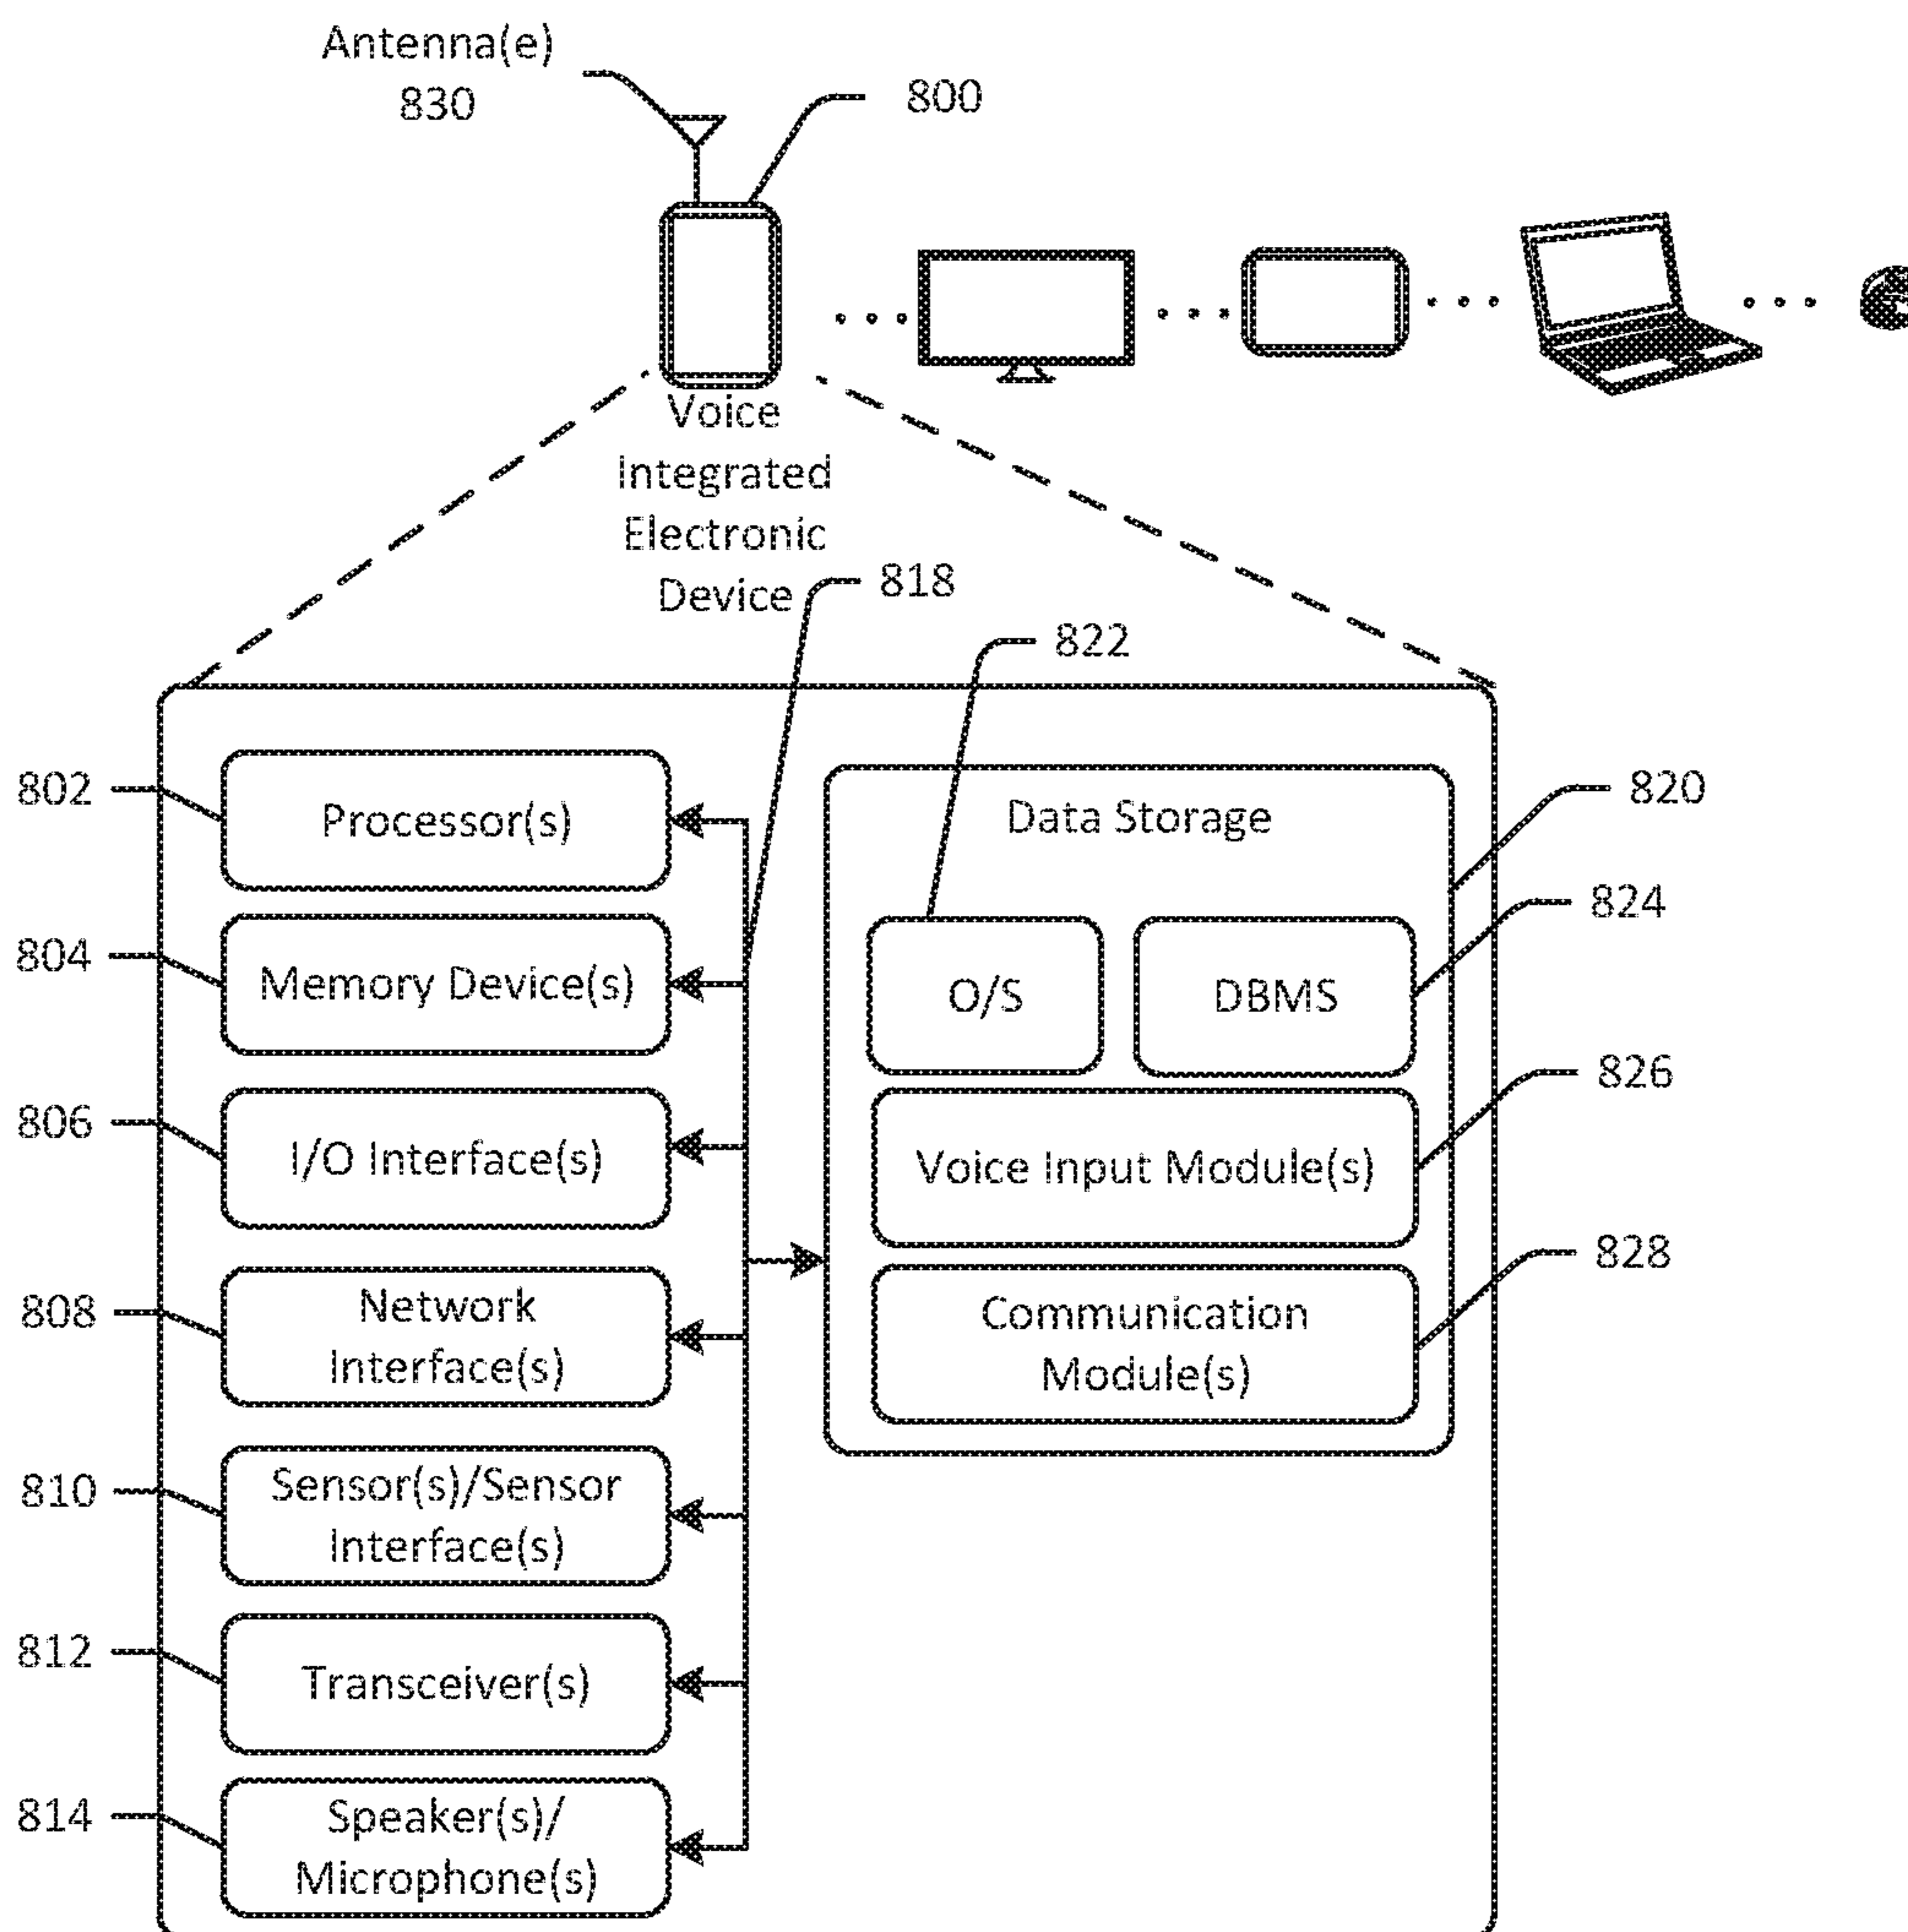 Antenna(e)
830
800
Voice
Integrated
Electronic
Device
818
822
802
Processor(s)
Data Storage
820
804
Memory Device(s)
O/S
DBMS
824
806
I/O Interface(s)
Voice Input Module(s)
826
808
Network
Interface(s)
Communication
Module(s)
828
810
Sensor(s)/Sensor
Interface(s)
812
Transceiver(s)
814
Speaker(s)/
Microphone(s)